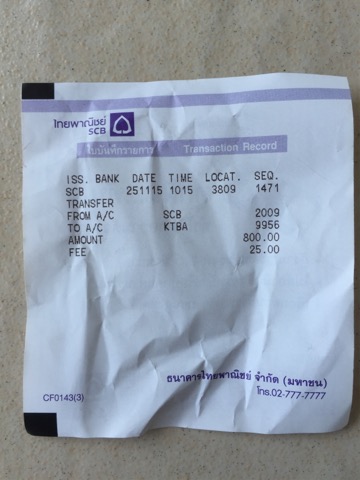 ไทยพาณิชย์
SCB
ใบบันทึกรายการ Transaction Record
ISS. BANK DATE TIME LOCAT. SEQ.
SCB 251115 1015 3809 1471
TRANSFER
FROM A/C SCB 2009
TO A/C KTBA 9956
AMOUNT 800.00
FEE 25.00
ธนาคารไทยพาณิชย์ จำกัด (มหาชน)
CF0143(3) โทร.02-777-7777